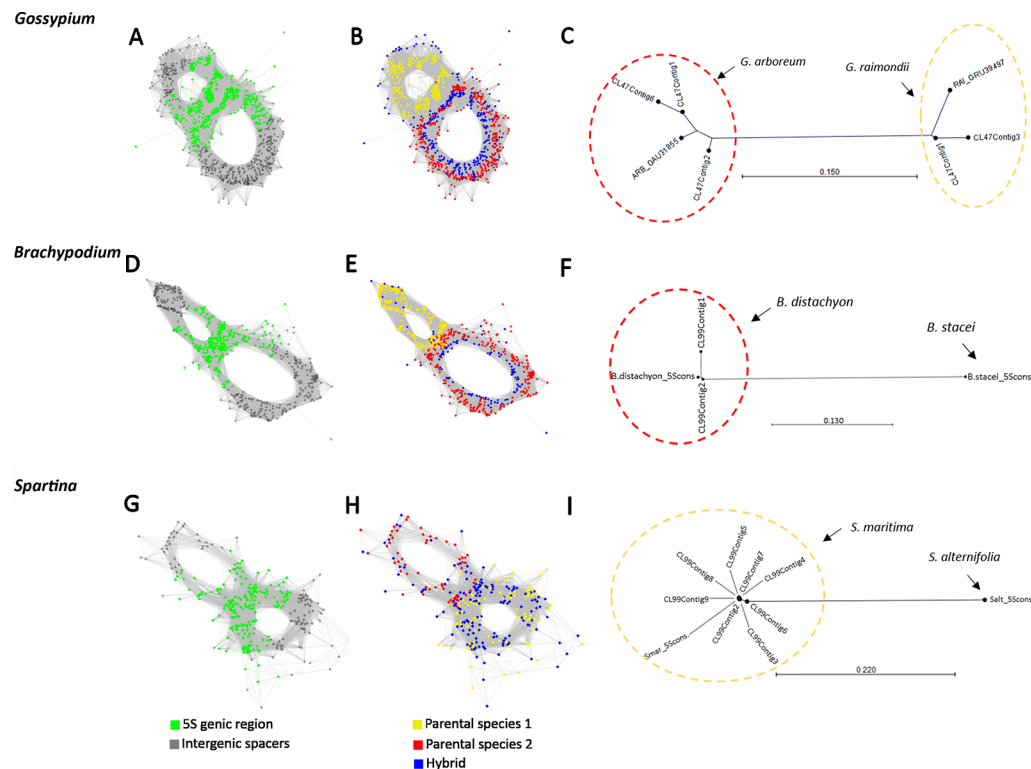 Gossypium
A
B
C
G. arboreum
G. raimondii
CL47Contig6
CL47Contig1
ARB_GAU31855
CL47Contig2
RAI_GRU39497
CL47Contig3
CL47Contig1
0.150
Brachypodium
D
E
F
B. distachyon
B. stacei
CL99Contig1
B.distachyon_5Scons
CL99Contig2
B.stacei_5Scons
0.130
Spartina
G
H
I
S. maritima
S. alternifolia
CL99Contig5
CL99Contig7
CL99Contig4
CL99Contig8
CL99Contig9
CL99Contig2
CL99Contig6
CL99Contig3
Smar_5Scons
Salt_5Scons
0.220
5S genic region
Intergenic spacers
Parental species 1
Parental species 2
Hybrid